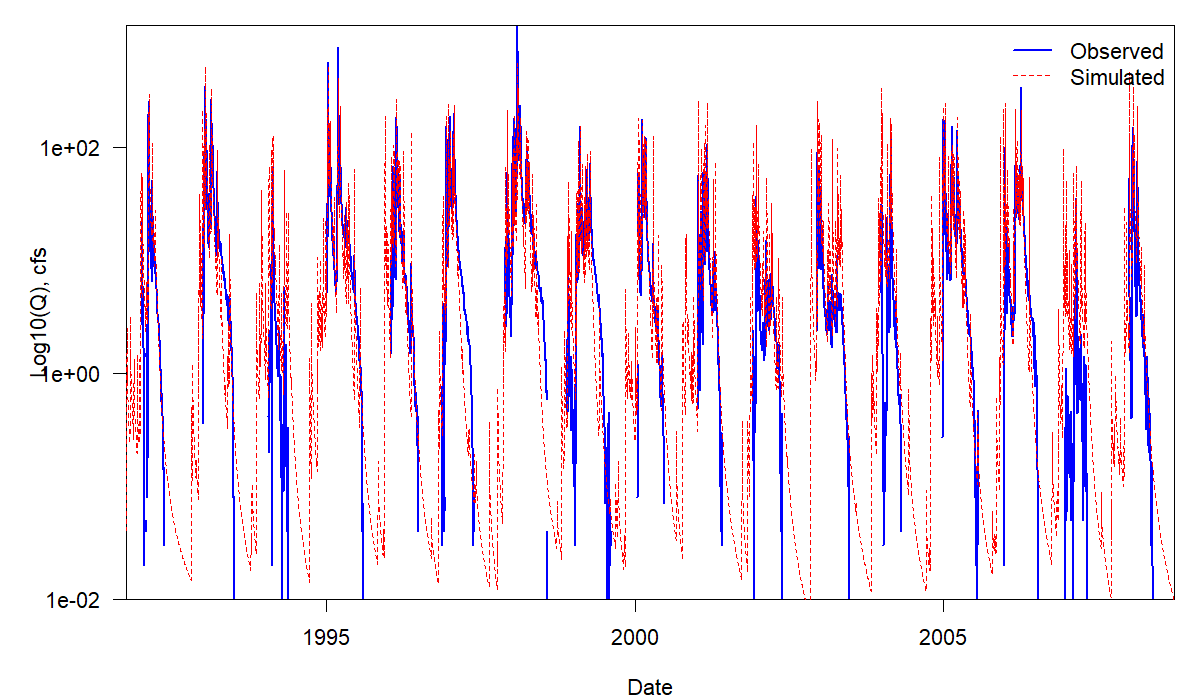 Observed
Simulated
1e+02
Log10(Q), cfs
1e+00
1e-02
1995
2000
2005
Date